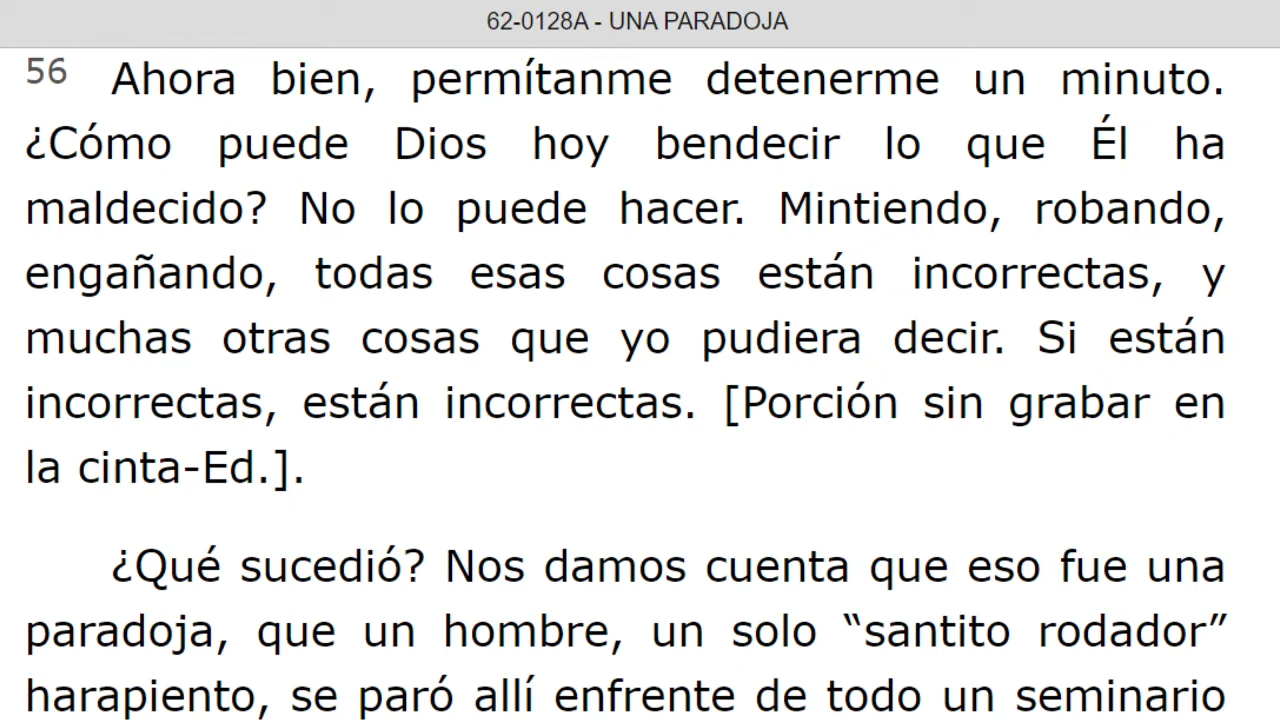 62-0128A - UNA PARADOJA
56 Ahora bien, permítanme detenerme un minuto.
¿Cómo puede Dios hoy bendecir lo que Él ha
maldecido? No lo puede hacer. Mintiendo, robando,
engañando, todas esas cosas están incorrectas, y
muchas otras cosas que yo pudiera decir. Si están
incorrectas, están incorrectas. [Porción sin grabar en
la cinta-Ed.].
¿Qué sucedió? Nos damos cuenta que eso fue una
paradoja, que un hombre, un solo “santito rodador”
harapiento, se paró allí enfrente de todo un seminario